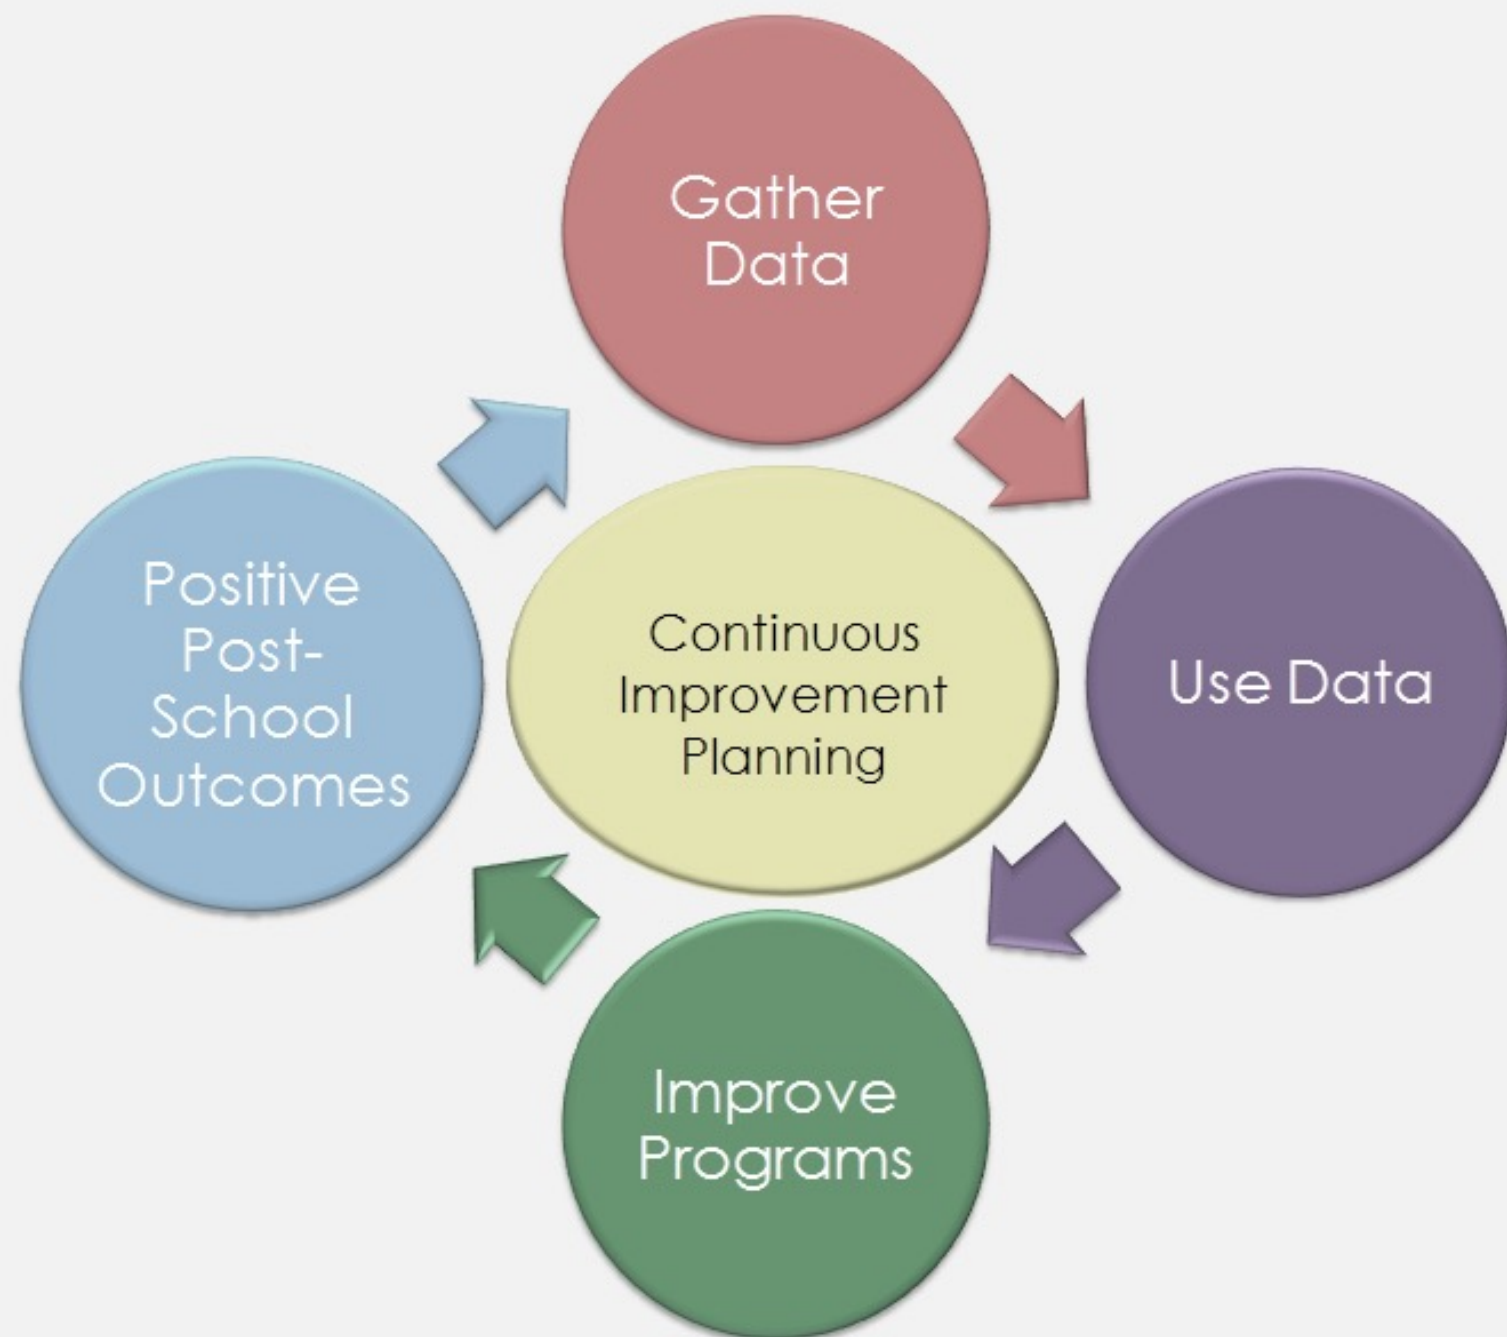 Gather
Data
Use Data
Improve
Programs
Positive
Post-
School
Outcomes
Continuous
Improvement
Planning